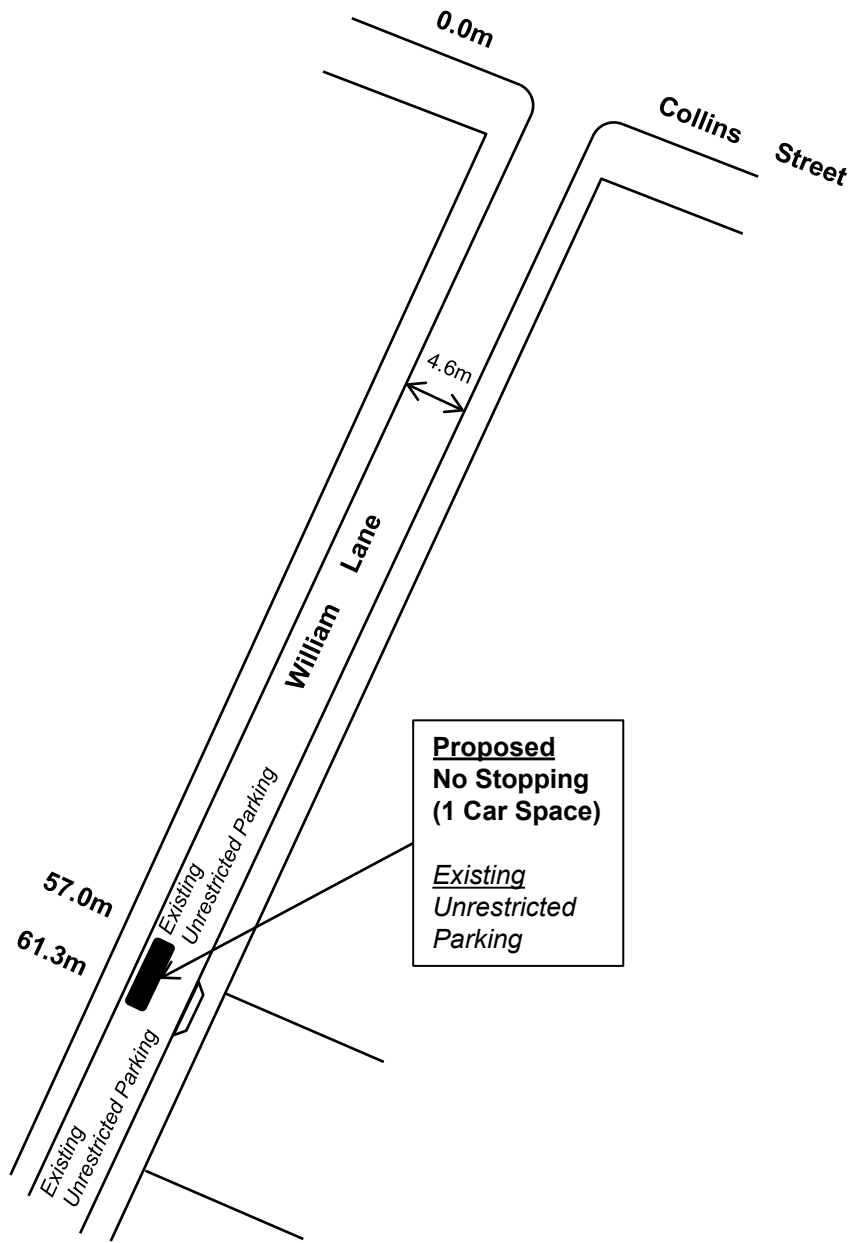 0.0m
Collins Street
4.6m
William Lane
Proposed
No Stopping
(1 Car Space)
Existing
Unrestricted
Parking
Existing
Unrestricted Parking
57.0m
61.3m
Existing
Unrestricted Parking